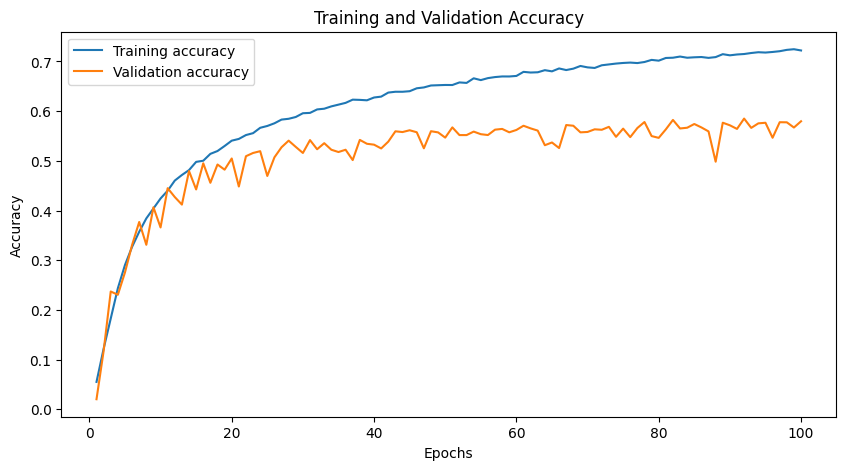 Training and Validation Accuracy
Training accuracy
Validation accuracy
Accuracy
0.7
0.6
0.5
0.4
0.3
0.2
0.1
0.0
0
20
40
60
80
100
Epochs